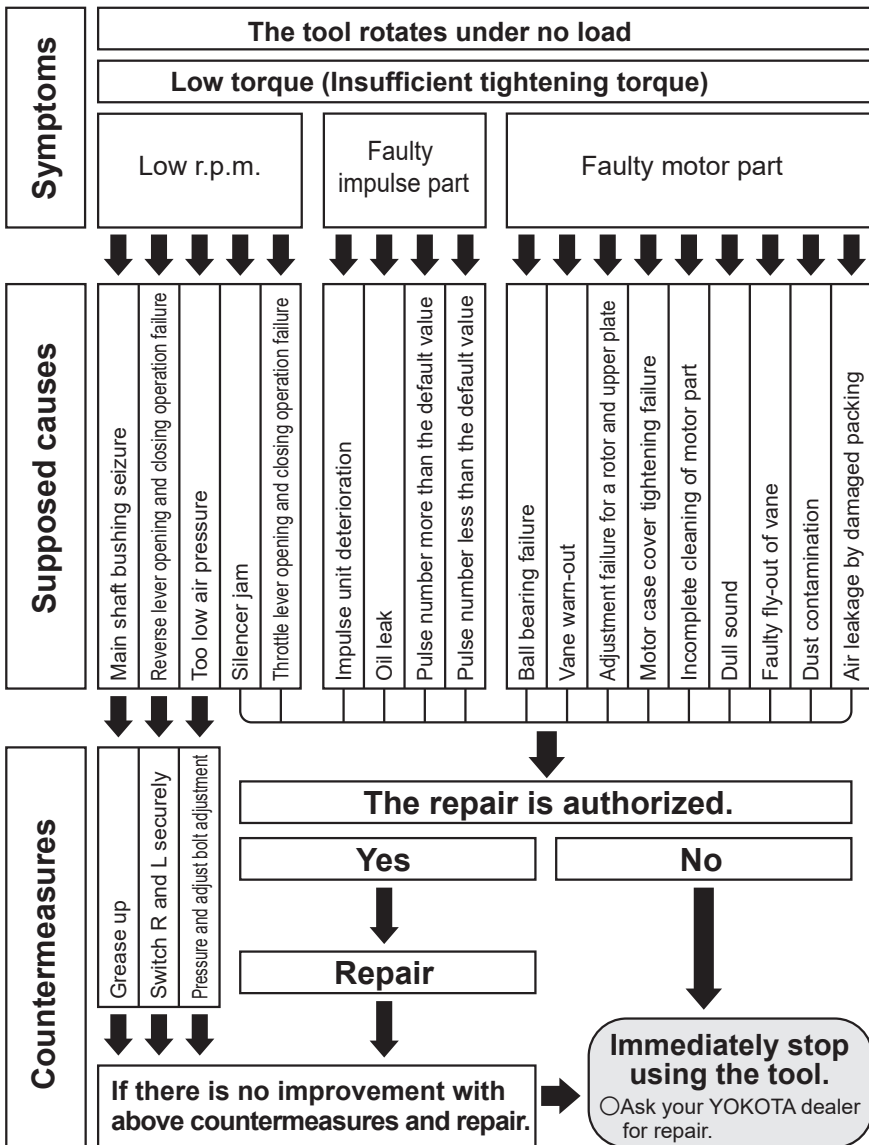 Symptoms
The tool rotates under no load
Low torque (Insufficient tightening torque)
Low r.p.m.
Faulty
impulse part
Faulty motor part
Supposed causes
Main shaft bushing seizure
Reverse lever opening and closing operation failure
Too low air pressure
Silencer jam
Throttle lever opening and closing operation failure
Impulse unit deterioration
Oil leak
Pulse number more than the default value
Pulse number less than the default value
Ball bearing failure
Vane warn-out
Adjustment failure for a rotor and upper plate
Motor case cover tightening failure
Incomplete cleaning of motor part
Dull sound
Faulty fly-out of vane
Dust contamination
Air leakage by damaged packing
Countermeasures
Grease up
Switch R and L securely
Pressure and adjust bolt adjustment
The repair is authorized.
Yes
No
Repair
If there is no improvement with
above countermeasures and repair.
Immediately stop
using the tool.
○Ask your YOKOTA dealer
for repair.